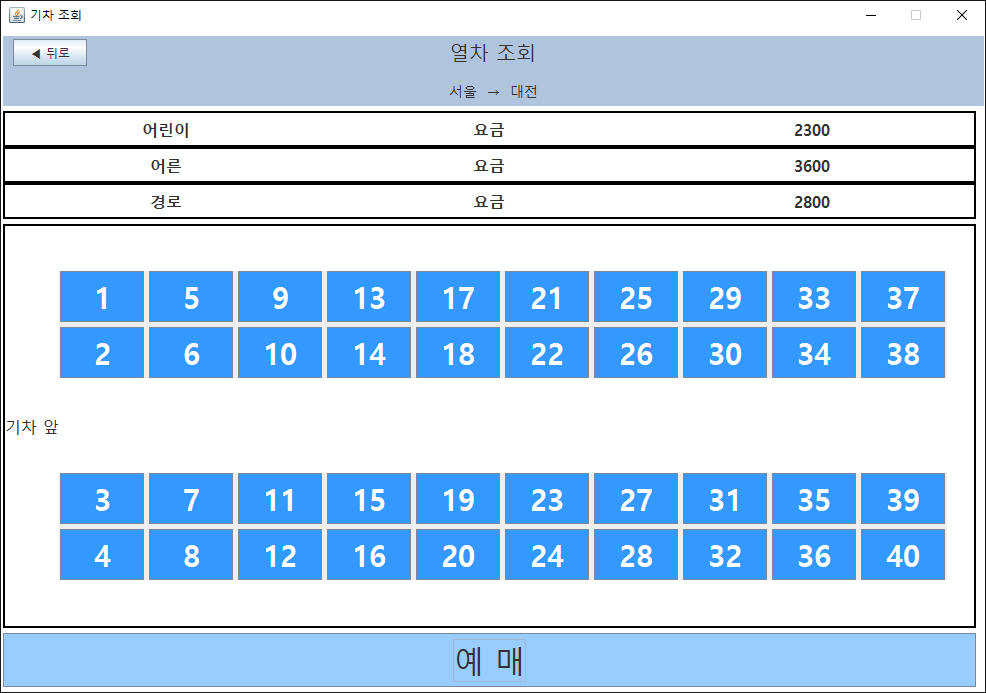 기차 조회
◀ 뒤로
열차 조회
서울 → 대전
어린이 요금 2300
어른 요금 3600
경로 요금 2800
1 5 9 13 17 21 25 29 33 37
2 6 10 14 18 22 26 30 34 38
기차 앞
3 7 11 15 19 23 27 31 35 39
4 8 12 16 20 24 28 32 36 40
예 매